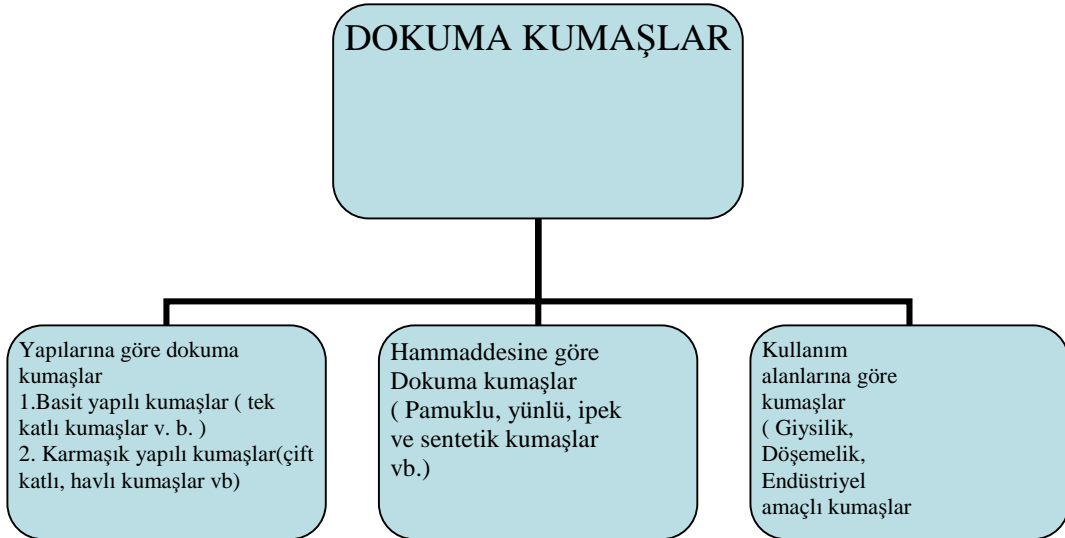 DOKUMA KUMAŞLAR
Yapılarına göre dokuma
kumaşlar
1.Basit yapılı kumaşlar ( tek
katlı kumaşlar v. b. )
2. Karmaşık yapılı kumaşlar(çift
katlı, havlı kumaşlar vb)
Hammaddesine göre
Dokuma kumaşlar
( Pamuklu, yünlü, ipek
ve sentetik kumaşlar
vb.)
Kullanım
alanlarına göre
kumaşlar
( Giysilik,
Döşemelik,
Endüstriyel
amaçlı kumaşlar